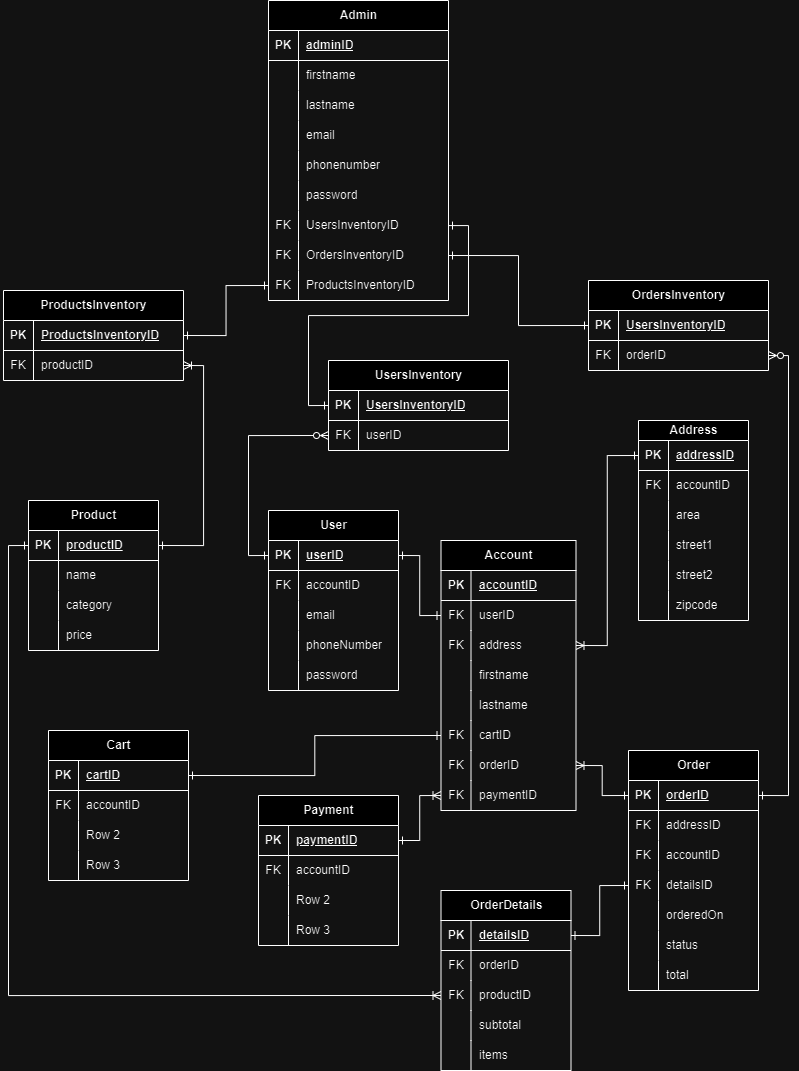 Admin
PK adminID
firstname
lastname
email
phonenumber
password
FK UsersInventoryID
FK OrdersInventoryID
FK ProductsInventoryID
ProductsInventory
PK ProductsInventoryID
FK productID
OrdersInventory
PK UsersInventoryID
FK orderID
UsersInventory
PK UsersInventoryID
FK userID
Address
PK addressID
FK accountID
area
street1
street2
zipcode
Product
PK productID
name
category
price
User
PK userID
FK accountID
email
phoneNumber
password
Account
PK accountID
FK userID
FK address
firstname
lastname
FK cartID
FK orderID
FK paymentID
Cart
PK cartID
FK accountID
Row 2
Row 3
Payment
PK paymentID
FK accountID
Row 2
Row 3
Order
PK orderID
FK addressID
FK accountID
FK detailsID
orderedOn
status
total
OrderDetails
PK detailsID
FK orderID
FK productID
subtotal
items